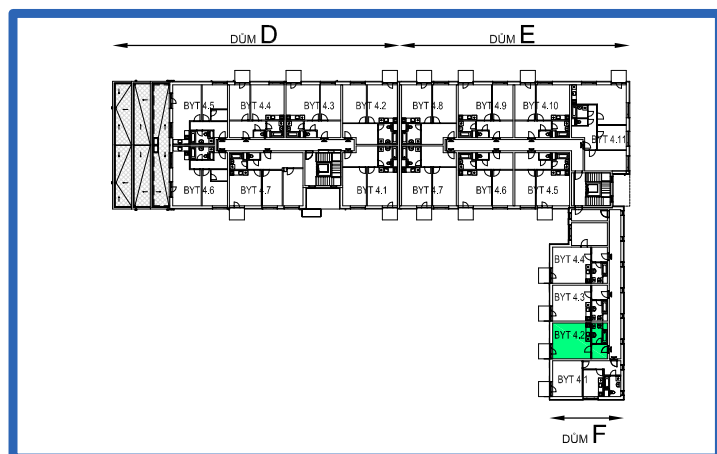 DŮM D DŮM E
BYT 4.5 BYT 4.4 BYT 4.3 BYT 4.2 BYT 4.8 BYT 4.9 BYT 4.10
BYT 4.11
BYT 4.6 BYT 4.7 BYT 4.1 BYT 4.7 BYT 4.6 BYT 4.5
BYT 4.4
BYT 4.3
BYT 4.2
BYT 4.1
DŮM F